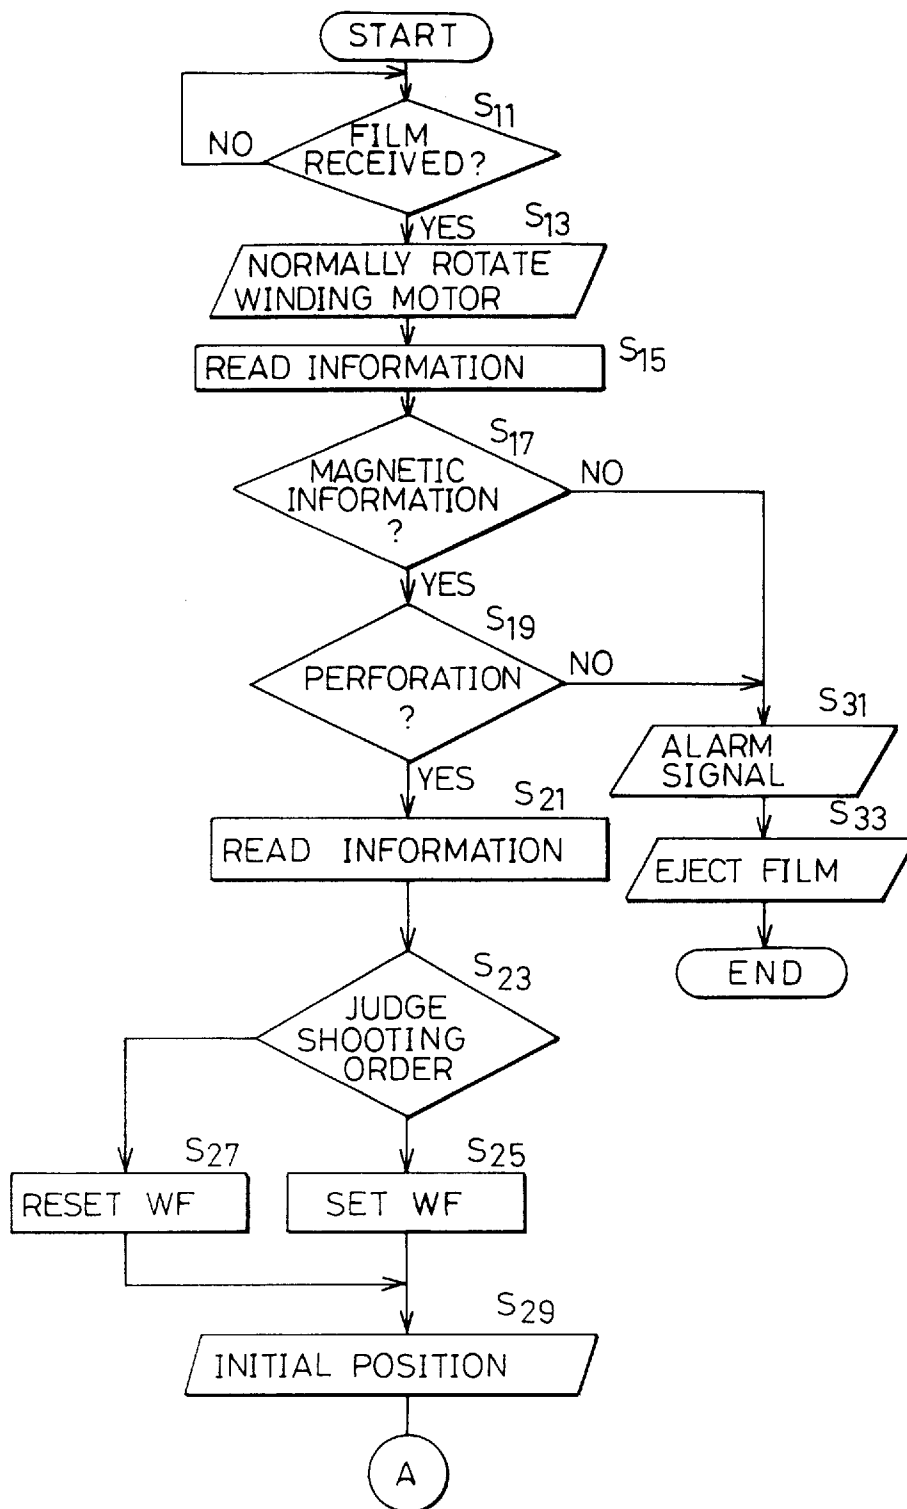 START
S11
FILM
RECEIVED?
NO
YES
S13
NORMALLY ROTATE
WINDING MOTOR
READ INFORMATION
S15
S17
MAGNETIC
INFORMATION
?
NO
YES
S19
PERFORATION
?
NO
YES
S31
ALARM
SIGNAL
S21
READ INFORMATION
S33
EJECT FILM
END
S23
JUDGE
SHOOTING
ORDER
S27
RESET WF
S25
SET WF
S29
INITIAL POSITION
A